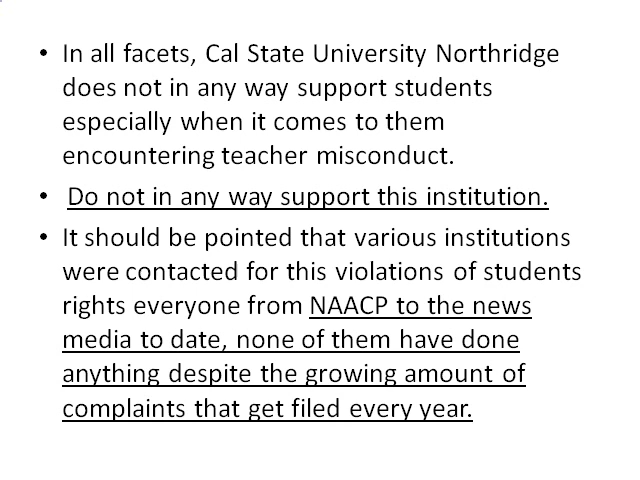 • In all facets, Cal State University Northridge
does not in any way support students
especially when it comes to them
encountering teacher misconduct.
• Do not in any way support this institution.
• It should be pointed that various institutions
were contacted for this violations of students
rights everyone from NAACP to the news
media to date, none of them have done
anything despite the growing amount of
complaints that get filed every year.